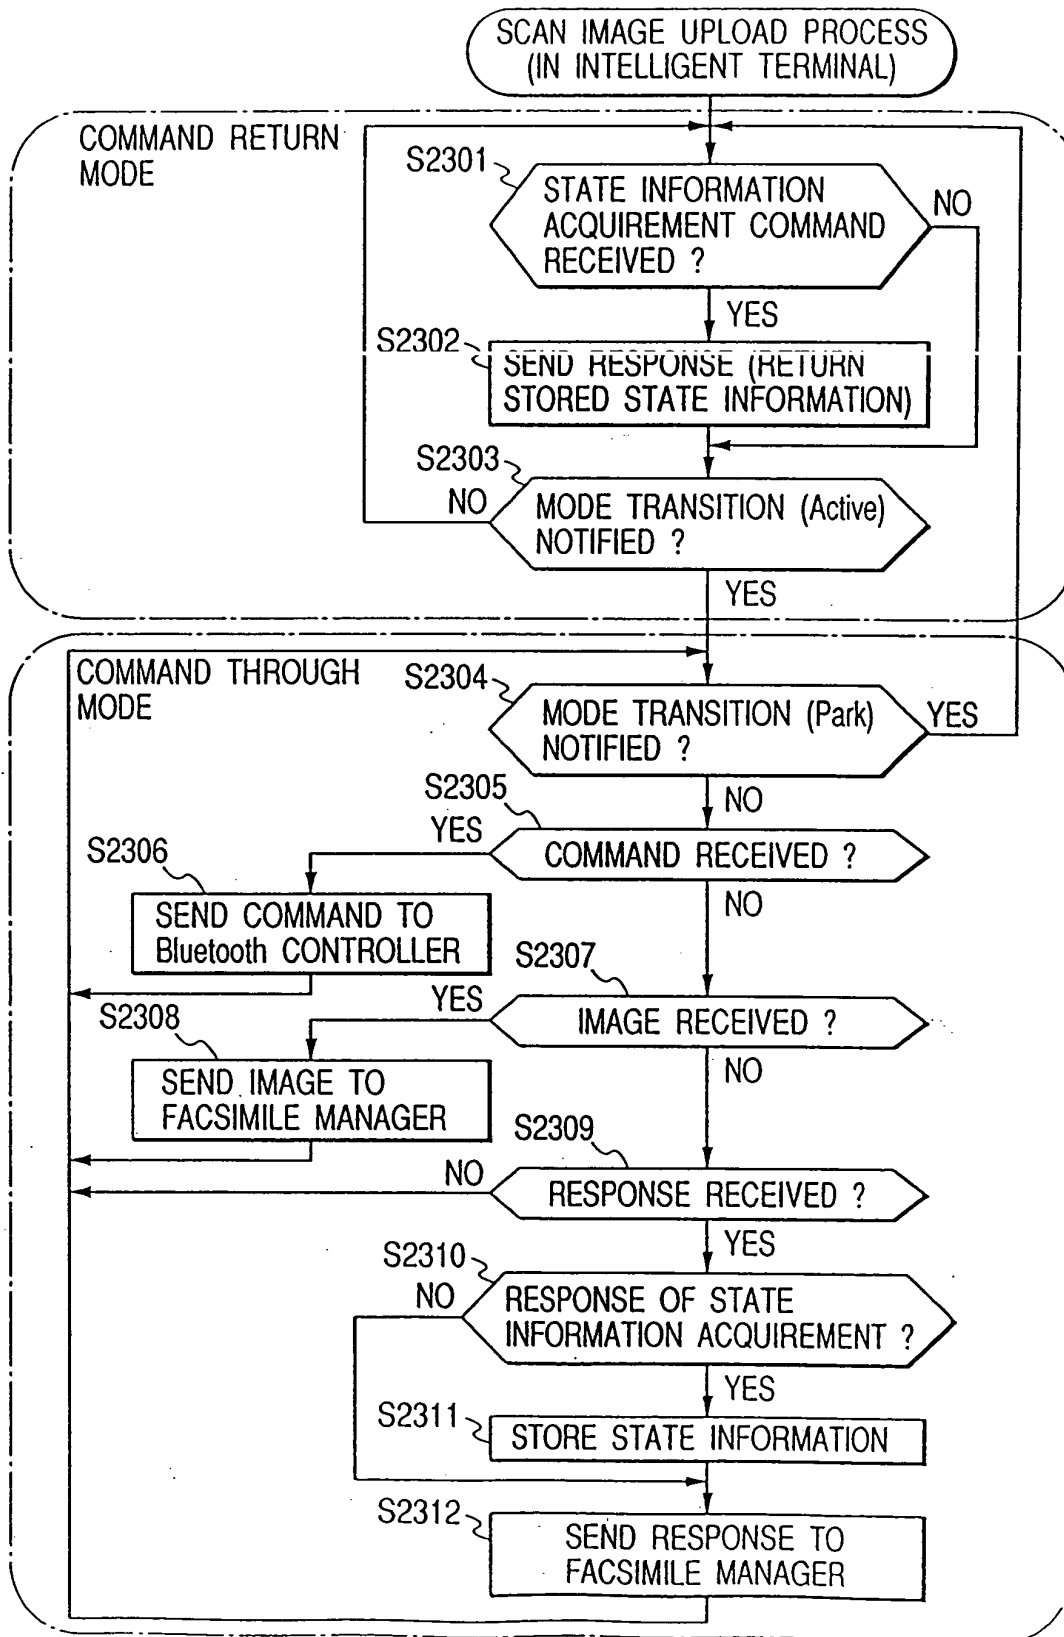 SCAN IMAGE UPLOAD PROCESS
(IN INTELLIGENT TERMINAL)
COMMAND RETURN
MODE
S2301
STATE INFORMATION
ACQUIREMENT COMMAND
RECEIVED ?
NO
YES
S2302
SEND RESPONSE (RETURN
STORED STATE INFORMATION)
S2303
NO
MODE TRANSITION (Active)
NOTIFIED ?
YES
COMMAND THROUGH
MODE
S2304
MODE TRANSITION (Park)
NOTIFIED ?
YES
NO
S2305
YES
COMMAND RECEIVED ?
NO
S2306
SEND COMMAND TO
Bluetooth CONTROLLER
S2307
YES
IMAGE RECEIVED ?
NO
S2308
SEND IMAGE TO
FACSIMILE MANAGER
S2309
NO
RESPONSE RECEIVED ?
YES
S2310
NO
RESPONSE OF STATE
INFORMATION ACQUIREMENT ?
YES
S2311
STORE STATE INFORMATION
S2312
SEND RESPONSE TO
FACSIMILE MANAGER